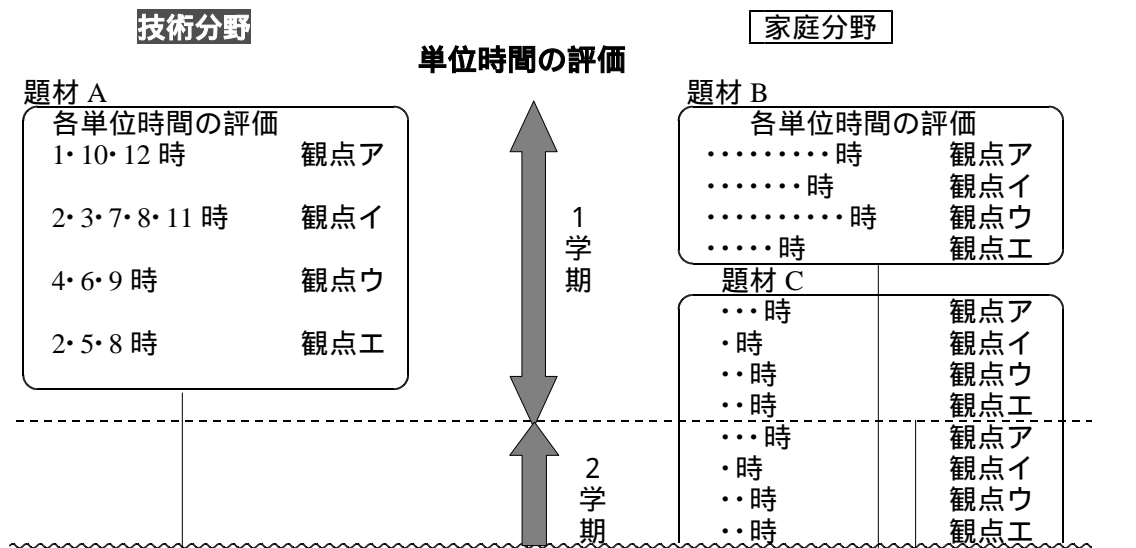 技術分野
家庭分野
単位時間の評価
題材 A
各単位時間の評価
1・10・12 時 観点ア
2・3・7・8・11 時 観点イ
4・6・9 時 観点ウ
2・5・8 時 観点エ
1学期
2学期
題材 B
各単位時間の評価
・・・・・・・・・時 観点ア
・・・・・・・時 観点イ
・・・・・・・・・・時 観点ウ
・・・・・時 観点エ
題材 C
・・・時 観点ア
・時 観点イ
・・時 観点ウ
・・時 観点エ
・・・時 観点ア
・時 観点イ
・・時 観点ウ
・・時 観点エ